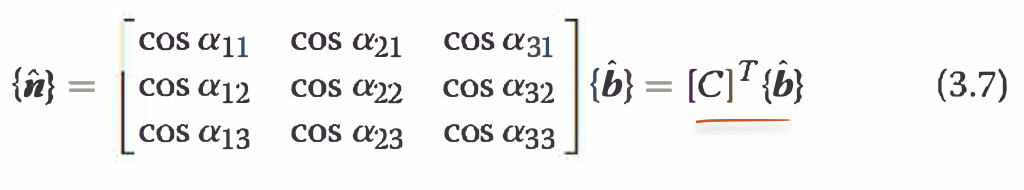 {n̂} = [cos α₁₁ cos α₂₁ cos α₃₁
cos α₁₂ cos α₂₂ cos α₃₂
cos α₁₃ cos α₂₃ cos α₃₃] {b̂} = [C]ᵀ{b̂} (3.7)